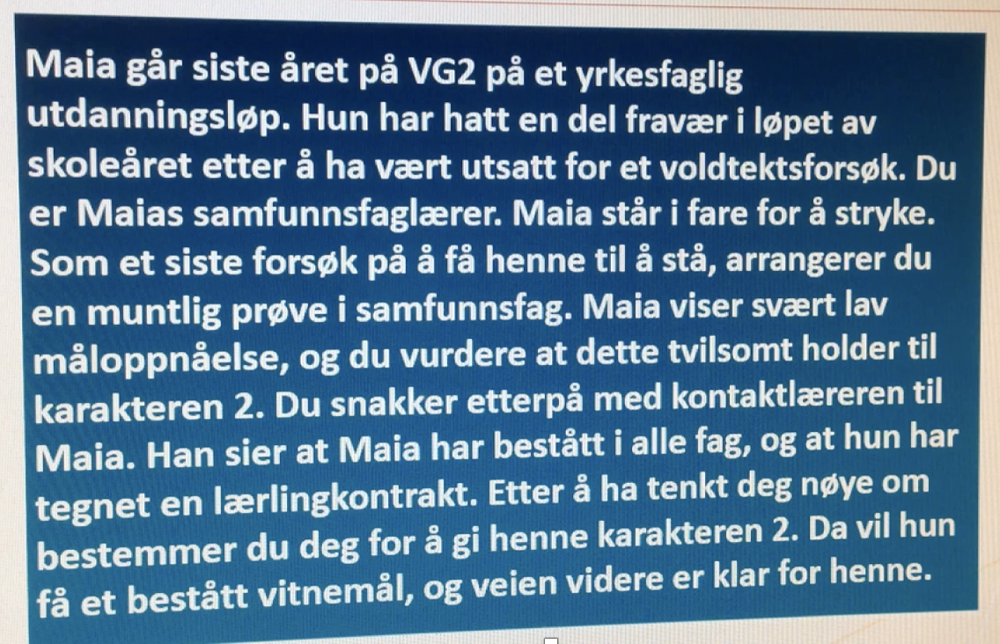 Maia går siste året på VG2 på et yrkesfaglig
utdanningsløp. Hun har hatt en del fravær i løpet av
skoleåret etter å ha vært utsatt for et voldtektsforsøk. Du
er Maias samfunnsfaglærer. Maia står i fare for å stryke.
Som et siste forsøk på å få henne til å stå, arrangerer du
en muntlig prøve i samfunnsfag. Maia viser svært lav
måloppnåelse, og du vurdere at dette tvilsomt holder til
karakteren 2. Du snakker etterpå med kontaktlæreren til
Maia. Han sier at Maia har bestått i alle fag, og at hun har
tegnet en lærlingkontrakt. Etter å ha tenkt deg nøye om
bestemmer du deg for å gi henne karakteren 2. Da vil hun
få et bestått vitnemål, og veien videre er klar for henne.